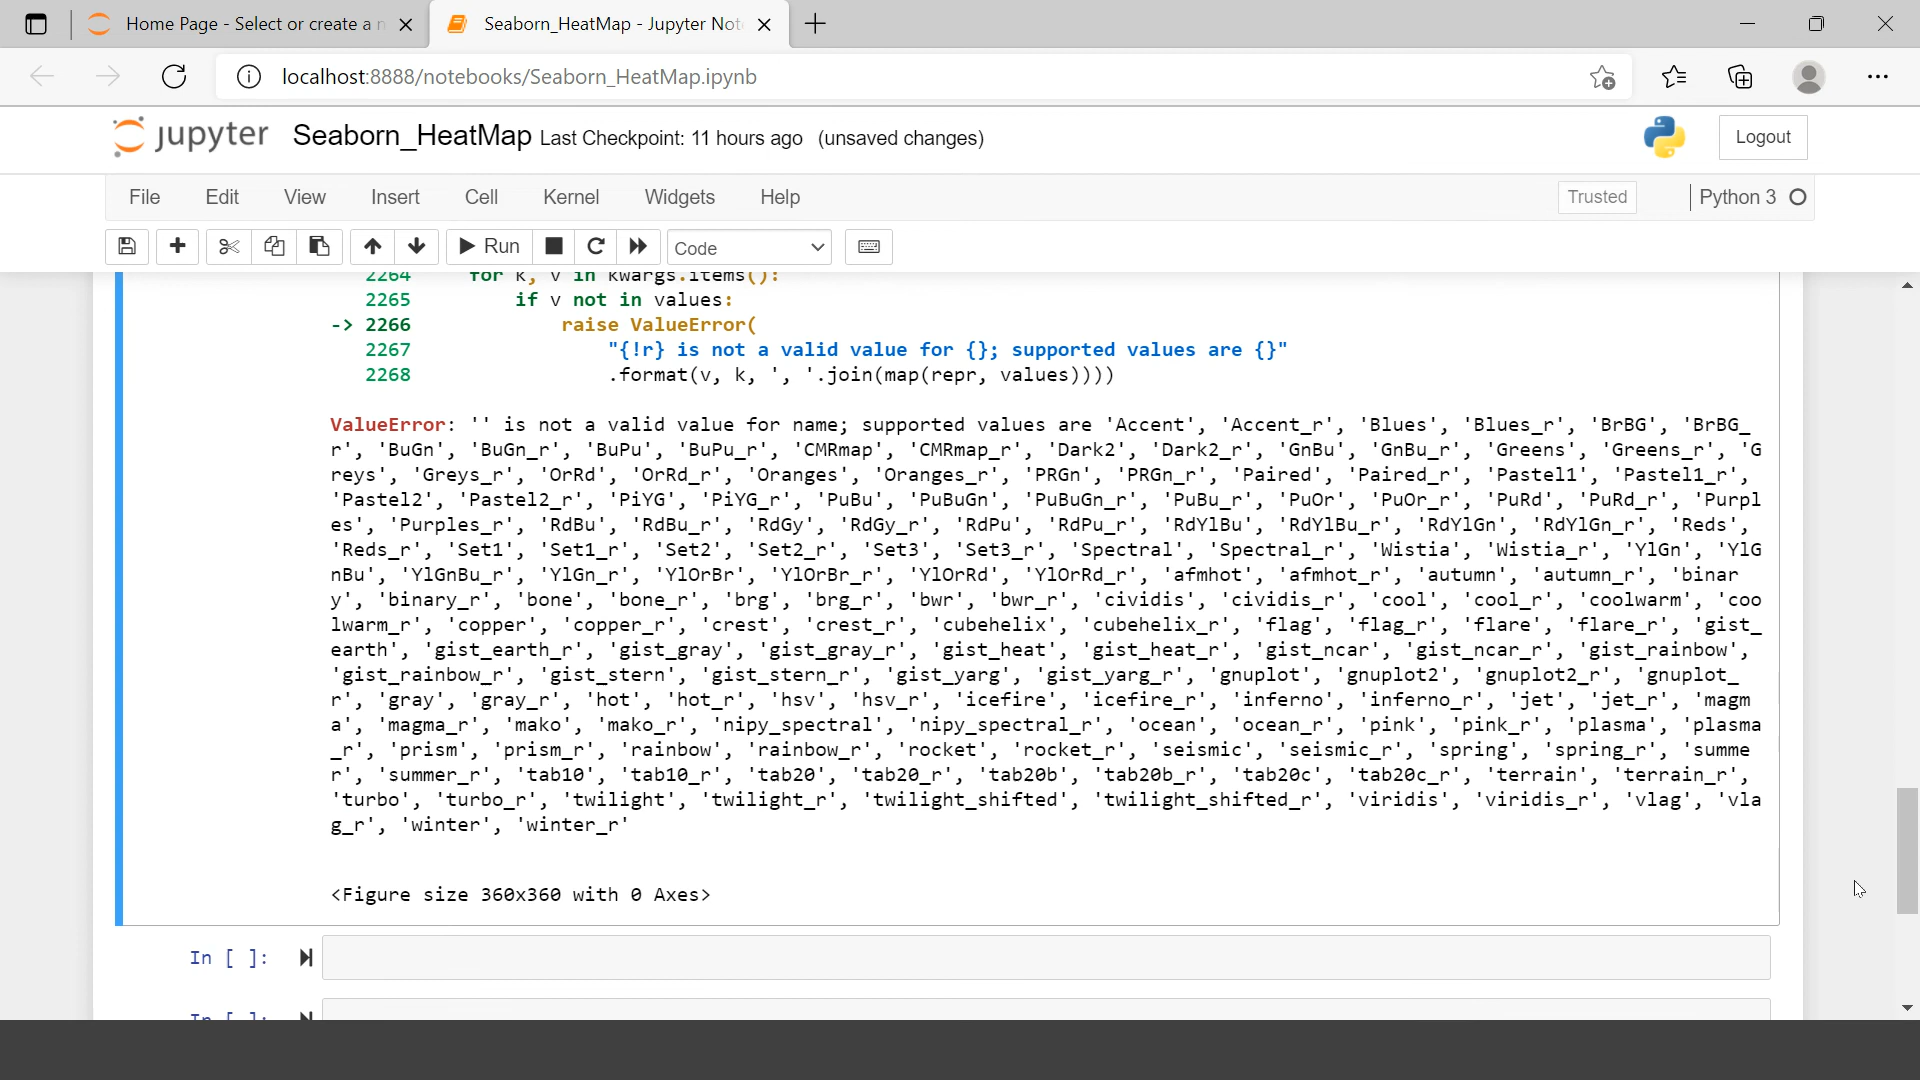 Home Page - Select or create a n
Seaborn_HeatMap - Jupyter Not
localhost:8888/notebooks/Seaborn_HeatMap.ipynb
jupyter Seaborn_HeatMap Last Checkpoint: 11 hours ago (unsaved changes)
Logout
File Edit View Insert Cell Kernel Widgets Help
Trusted
Python 3
Run
Code
2264 for k, v in kwargs.items():
2265 if v not in values:
-> 2266 raise ValueError(
2267 "{!r} is not a valid value for {}; supported values are {}"
2268 .format(v, k, ', '.join(map(repr, values))))
ValueError: '' is not a valid value for name; supported values are 'Accent', 'Accent_r', 'Blues', 'Blues_r', 'BrBG', 'BrBG_
r', 'BuGn', 'BuGn_r', 'BuPu', 'BuPu_r', 'CMRmap', 'CMRmap_r', 'Dark2', 'Dark2_r', 'GnBu', 'GnBu_r', 'Greens', 'Greens_r', 'G
reys', 'Greys_r', 'OrRd', 'OrRd_r', 'Oranges', 'Oranges_r', 'PRGn', 'PRGn_r', 'Paired', 'Paired_r', 'Pastel1', 'Pastel1_r',
'Pastel2', 'Pastel2_r', 'PiYG', 'PiYG_r', 'PuBu', 'PuBuGn', 'PuBuGn_r', 'PuBu_r', 'PuOr', 'PuOr_r', 'PuRd', 'PuRd_r', 'Purpl
es', 'Purples_r', 'RdBu', 'RdBu_r', 'RdGy', 'RdGy_r', 'RdPu', 'RdPu_r', 'RdYlBu', 'RdYlBu_r', 'RdYlGn', 'RdYlGn_r', 'Reds',
'Reds_r', 'Set1', 'Set1_r', 'Set2', 'Set2_r', 'Set3', 'Set3_r', 'Spectral', 'Spectral_r', 'Wistia', 'Wistia_r', 'YlGn', 'YlG
nBu', 'YlGnBu_r', 'YlGn_r', 'YlOrBr', 'YlOrBr_r', 'YlOrRd', 'YlOrRd_r', 'afmhot', 'afmhot_r', 'autumn', 'autumn_r', 'binar
y', 'binary_r', 'bone', 'bone_r', 'brg', 'brg_r', 'bwr', 'bwr_r', 'cividis', 'cividis_r', 'cool', 'cool_r', 'coolwarm', 'coo
lwarm_r', 'copper', 'copper_r', 'crest', 'crest_r', 'cubehelix', 'cubehelix_r', 'flag', 'flag_r', 'flare', 'flare_r', 'gist_
earth', 'gist_earth_r', 'gist_gray', 'gist_gray_r', 'gist_heat', 'gist_heat_r', 'gist_ncar', 'gist_ncar_r', 'gist_rainbow',
'gist_rainbow_r', 'gist_stern', 'gist_stern_r', 'gist_yarg', 'gist_yarg_r', 'gnuplot', 'gnuplot2', 'gnuplot2_r', 'gnuplot_
r', 'gray', 'gray_r', 'hot', 'hot_r', 'hsv', 'hsv_r', 'icefire', 'icefire_r', 'inferno', 'inferno_r', 'jet', 'jet_r', 'magm
a', 'magma_r', 'mako', 'mako_r', 'nipy_spectral', 'nipy_spectral_r', 'ocean', 'ocean_r', 'pink', 'pink_r', 'plasma', 'plasma
_r', 'prism', 'prism_r', 'rainbow', 'rainbow_r', 'rocket', 'rocket_r', 'seismic', 'seismic_r', 'spring', 'spring_r', 'summe
r', 'summer_r', 'tab10', 'tab10_r', 'tab20', 'tab20_r', 'tab20b', 'tab20b_r', 'tab20c', 'tab20c_r', 'terrain', 'terrain_r',
'turbo', 'turbo_r', 'twilight', 'twilight_r', 'twilight_shifted', 'twilight_shifted_r', 'viridis', 'viridis_r', 'vlag', 'vla
g_r', 'winter', 'winter_r'
<Figure size 360x360 with 0 Axes>
In [ ]:
In [ ]: